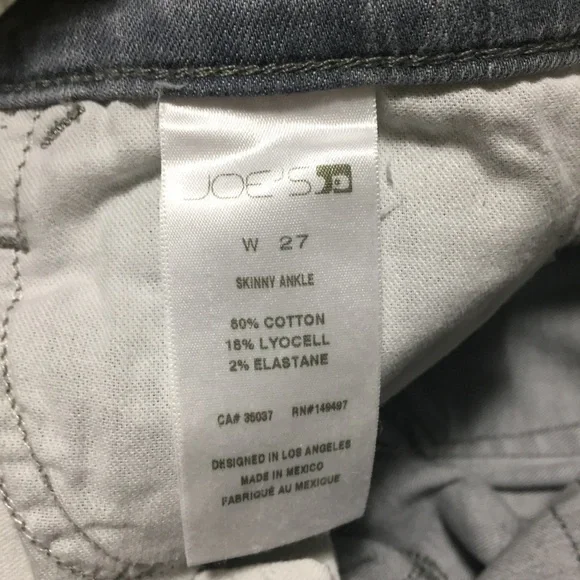 JOE'S
W 27
SKINNY ANKLE
80% COTTON
18% LYOCELL
2% ELASTANE
CA# 35037 RN#149497
DESIGNED IN LOS ANGELES
MADE IN MEXICO
FABRIQUÉ AU MEXIQUE